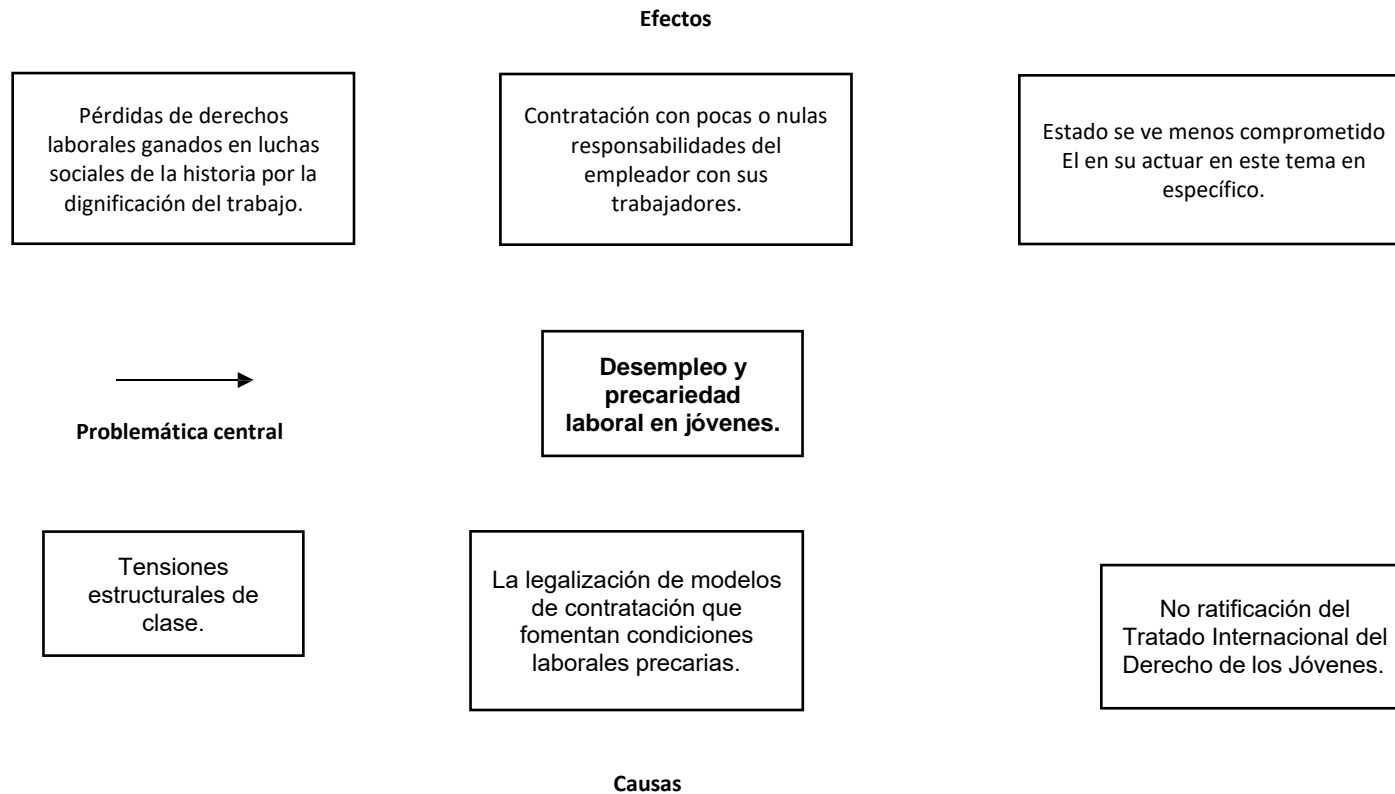 Efectos
Pérdidas de derechos
laborales ganados en luchas
sociales de la historia por la
dignificación del trabajo.
Contratación con pocas o nulas
responsabilidades del
empleador con sus
trabajadores.
Estado se ve menos comprometido
El en su actuar en este tema en
específico.
Problemática central
Desempleo y
precariedad
laboral en jóvenes.
Tensiones
estructurales de
clase.
La legalización de modelos
de contratación que
fomentan condiciones
laborales precarias.
No ratificación del
Tratado Internacional del
Derecho de los Jóvenes.
Causas